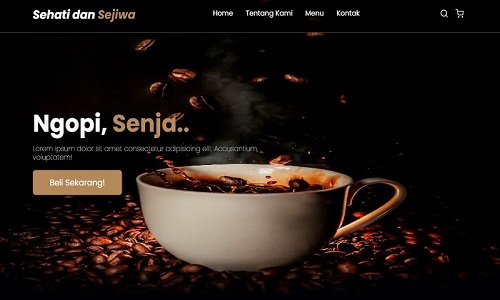 Sehati dan Sejiwa
Home Tentang Kami Menu Kontak
Ngopi, Senja..
Lorem ipsum dolor sit amet consectetur adipisicing elit. Accusantium,
voluptatem!
Beli Sekarang!